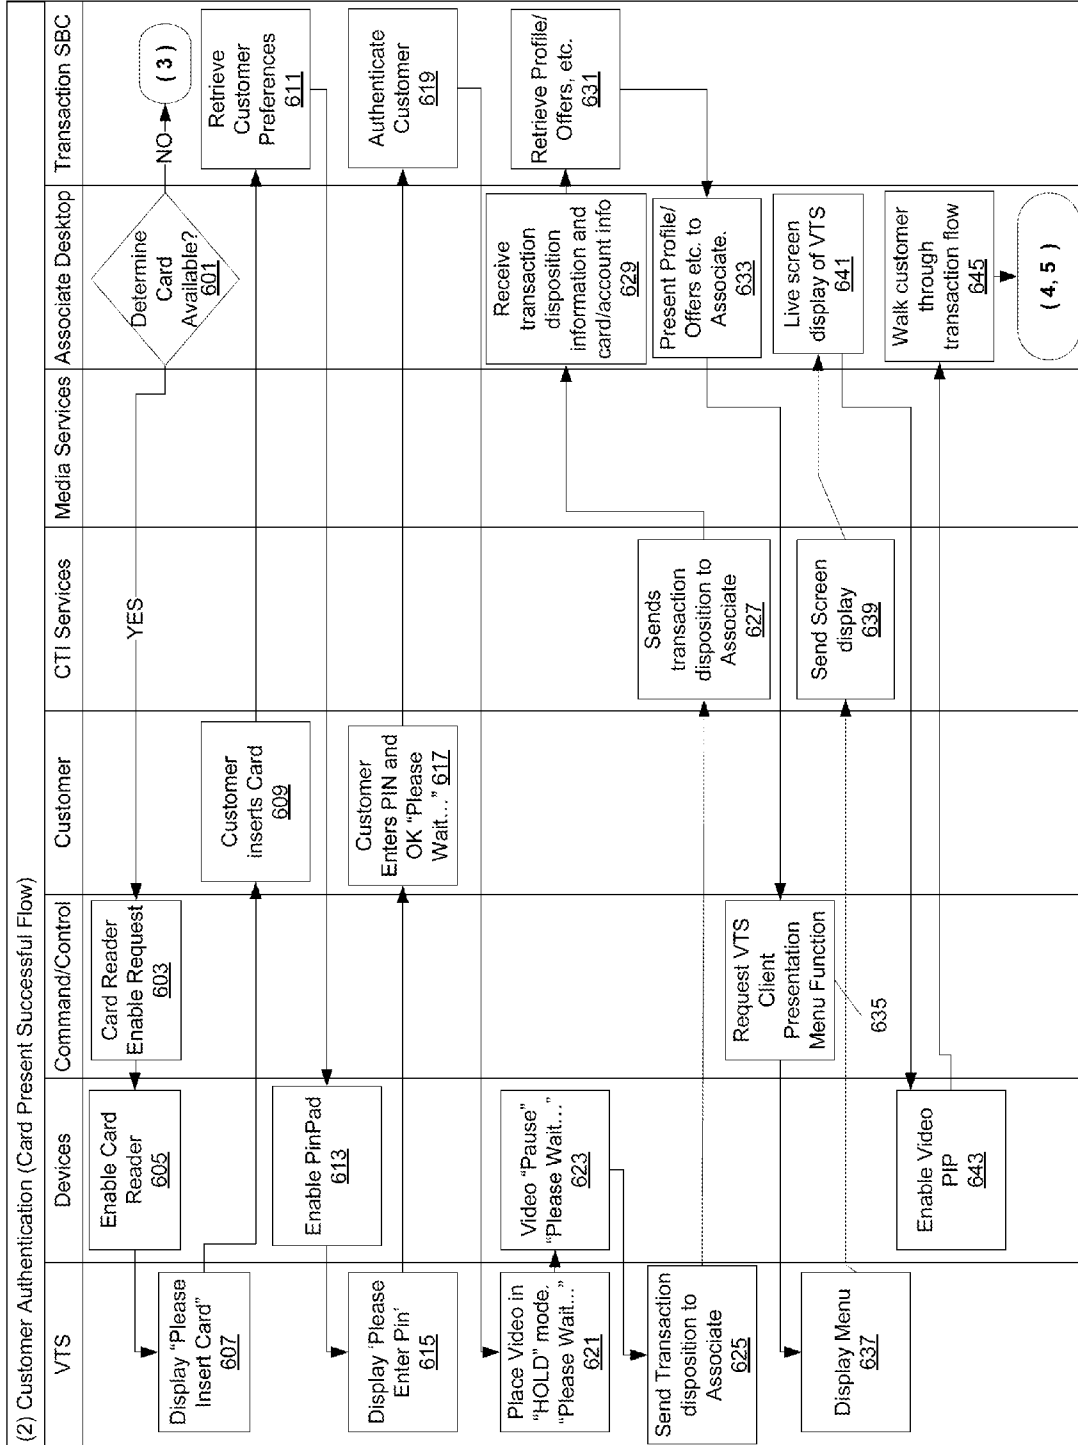 (2) Customer Authentication (Card Present Successful Flow)
VTS
Devices
Command/Control
Customer
CTI Services
Media Services
Associate Desktop
Transaction SBC
Determine
Card
Available?
601
NO
( 3 )
YES
Card Reader
Enable Request
603
Enable Card
Reader
605
Display “Please
Insert Card”
607
Customer
inserts Card
609
Retrieve
Customer
Preferences
611
Enable PinPad
613
Display ‘Please
Enter Pin’
615
Customer
Enters PIN and
OK “Please
Wait...” 617
Authenticate
Customer
619
Place Video in
“HOLD” mode.
“Please Wait...”
621
Video “Pause”
“Please Wait...”
623
Send Transaction
disposition to
Associate
625
Sends
transaction
disposition to
Associate
627
Receive
transaction
disposition
information and
card/account info
629
Retrieve Profile/
Offers, etc.
631
Present Profile/
Offers etc. to
Associate.
633
Request VTS
Client
Presentation
Menu Function
635
Display Menu
637
Send Screen
display
639
Live screen
display of VTS
641
Enable Video
PIP
643
Walk customer
through
transaction flow
645
( 4, 5 )